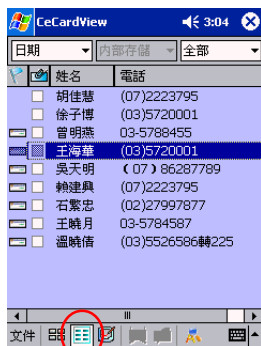 CeCardView 3:04
日期 內部存儲 全部
姓名 電話
胡佳慧 (07)2223795
徐子博 (03)5720001
曾明燕 03-5788455
王海華 (03)5720001
吳天明 (07)86287789
賴建興 (07)2223795
石繁忠 (02)27997877
王曉月 03-5784587
溫曉倩 (03)5526586轉225
文件